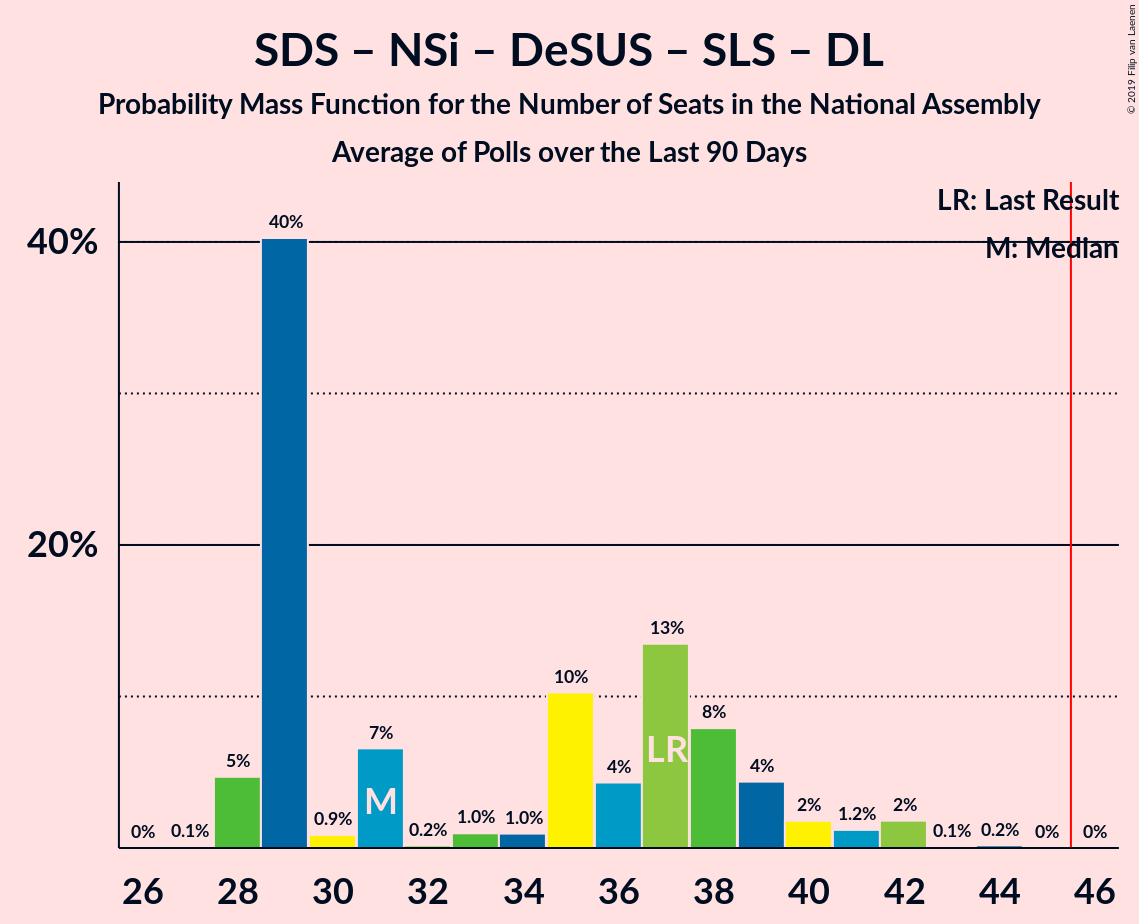 SDS – NSi – DeSUS – SLS – DL
Probability Mass Function for the Number of Seats in the National Assembly
Average of Polls over the Last 90 Days
© 2019 Filip van Laenen
LR: Last Result
M: Median
40%
20%
0%
0.1%
5%
40%
0.9%
7%
0.2%
1.0%
1.0%
10%
4%
13%
8%
4%
2%
1.2%
2%
0.1%
0.2%
0%
0%
M
LR
26 28 30 32 34 36 38 40 42 44 46